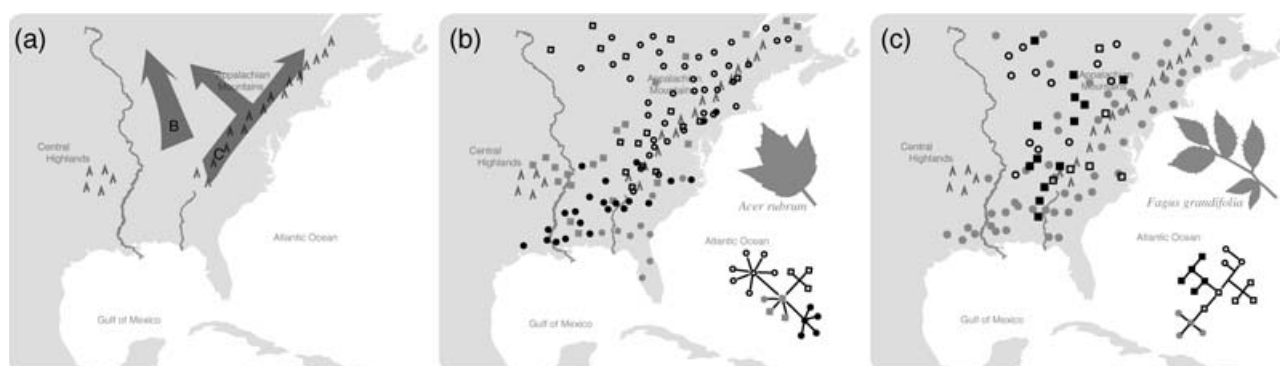 (a)
Appalachian
Mountains
B
C
Central
Highlands
Atlantic Ocean
Gulf of Mexico
(b)
Appalachian
Mountains
Central
Highlands
Acer rubrum
Atlantic Ocean
Gulf of Mexico
(c)
Appalachian
Mountains
Central
Highlands
Fagus grandifolia
Atlantic Ocean
Gulf of Mexico